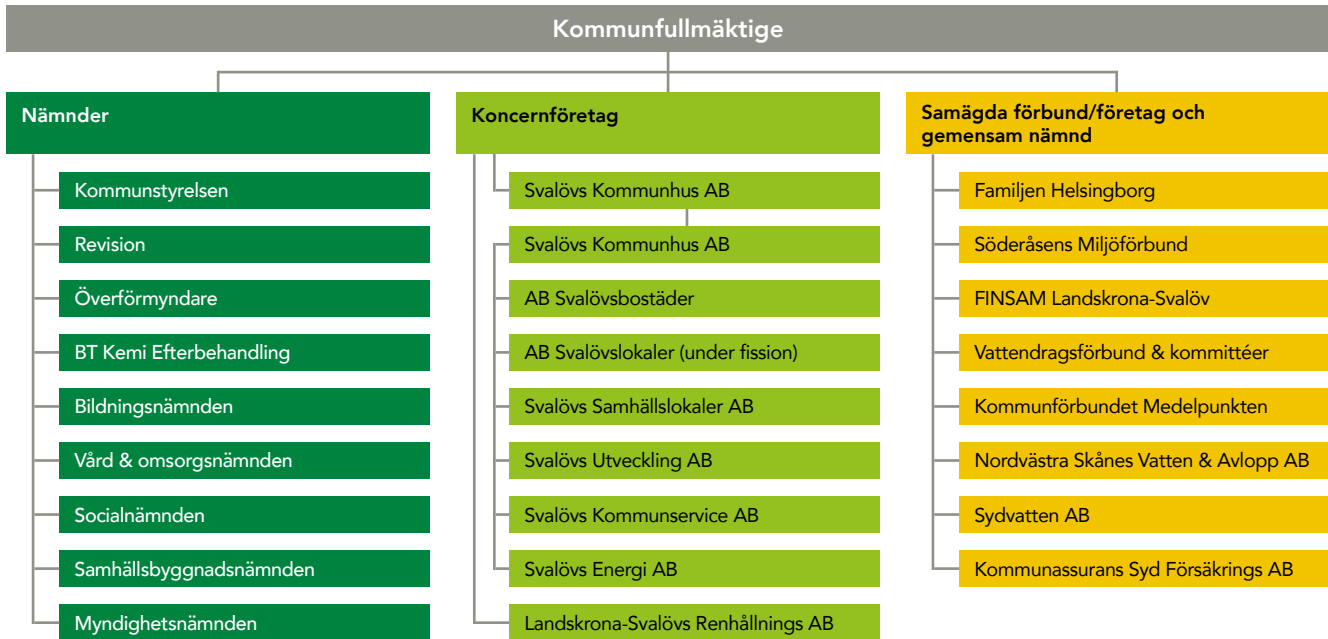 Kommunfullmäktige
Nämnder
Kommunstyrelsen
Revision
Överförmyndare
BT Kemi Efterbehandling
Bildningsnämnden
Vård & omsorgsnämnden
Socialnämnden
Samhällsbyggnadsnämnden
Myndighetsnämnden
Koncernföretag
Svalövs Kommunhus AB
Svalövs Kommunhus AB
AB Svalövsbostäder
AB Svalövslokaler (under fission)
Svalövs Samhällslokaler AB
Svalövs Utveckling AB
Svalövs Kommunservice AB
Svalövs Energi AB
Landskrona-Svalövs Renhållnings AB
Samägda förbund/företag och
gemensam nämnd
Familjen Helsingborg
Söderåsens Miljöförbund
FINSAM Landskrona-Svalöv
Vattendragsförbund & kommittéer
Kommunförbundet Medelpunkten
Nordvästra Skånes Vatten & Avlopp AB
Sydvatten AB
Kommunassurans Syd Försäkrings AB